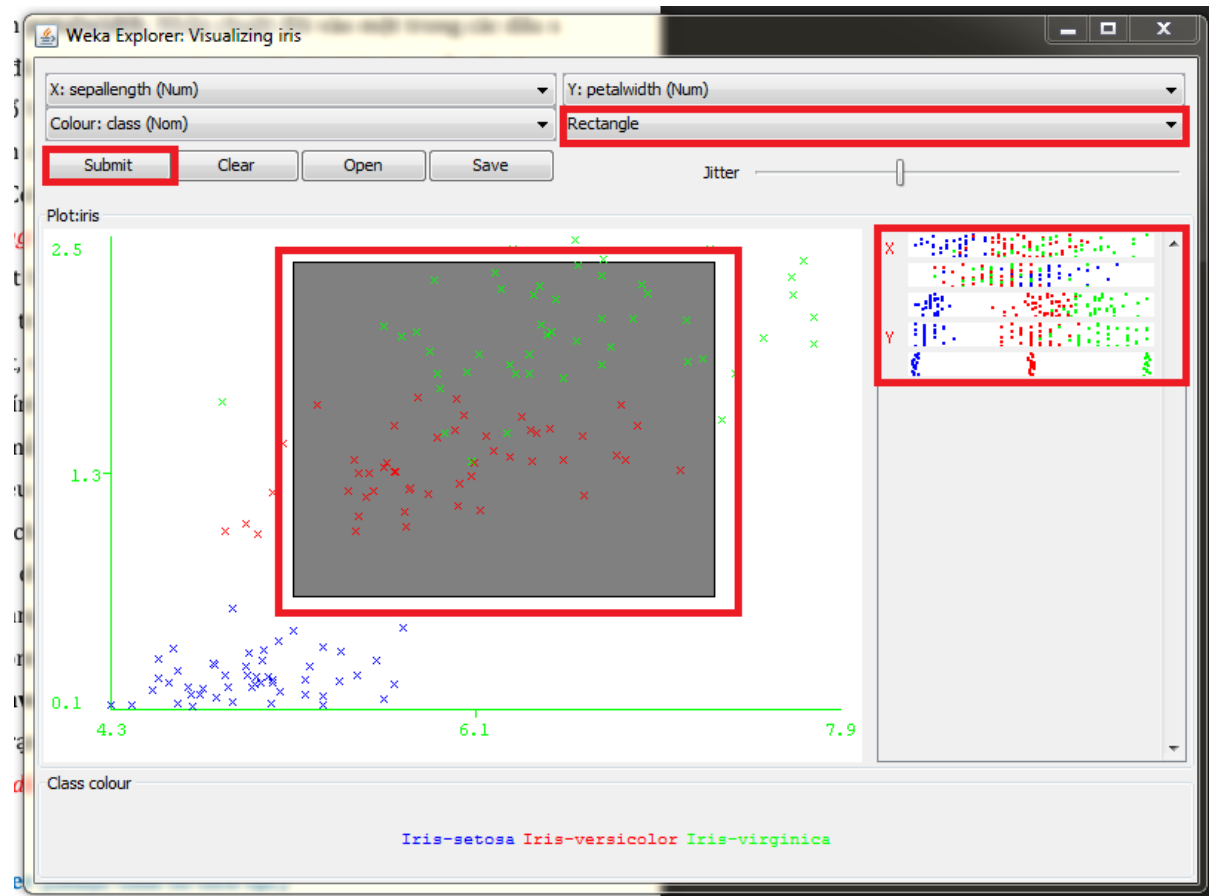 Weka Explorer: Visualizing iris
X: sepallength (Num)
Y: petalwidth (Num)
Colour: class (Nom)
Rectangle
Submit
Clear
Open
Save
Jitter
Plot:iris
2.5
X
Y
1.3
0.1
4.3
6.1
7.9
Class colour
Iris-setosa Iris-versicolor Iris-virginica